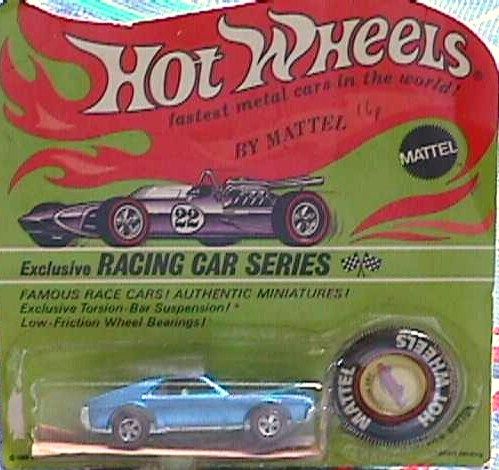 HOT WHEELS®
fastest metal cars in the world!
BY MATTEL
MATTEL
22
Exclusive RACING CAR SERIES
FAMOUS RACE CARS! AUTHENTIC MINIATURES!
Exclusive Torsion-Bar Suspension! *
Low-Friction Wheel Bearings!
HOT WHEELS
MATTEL